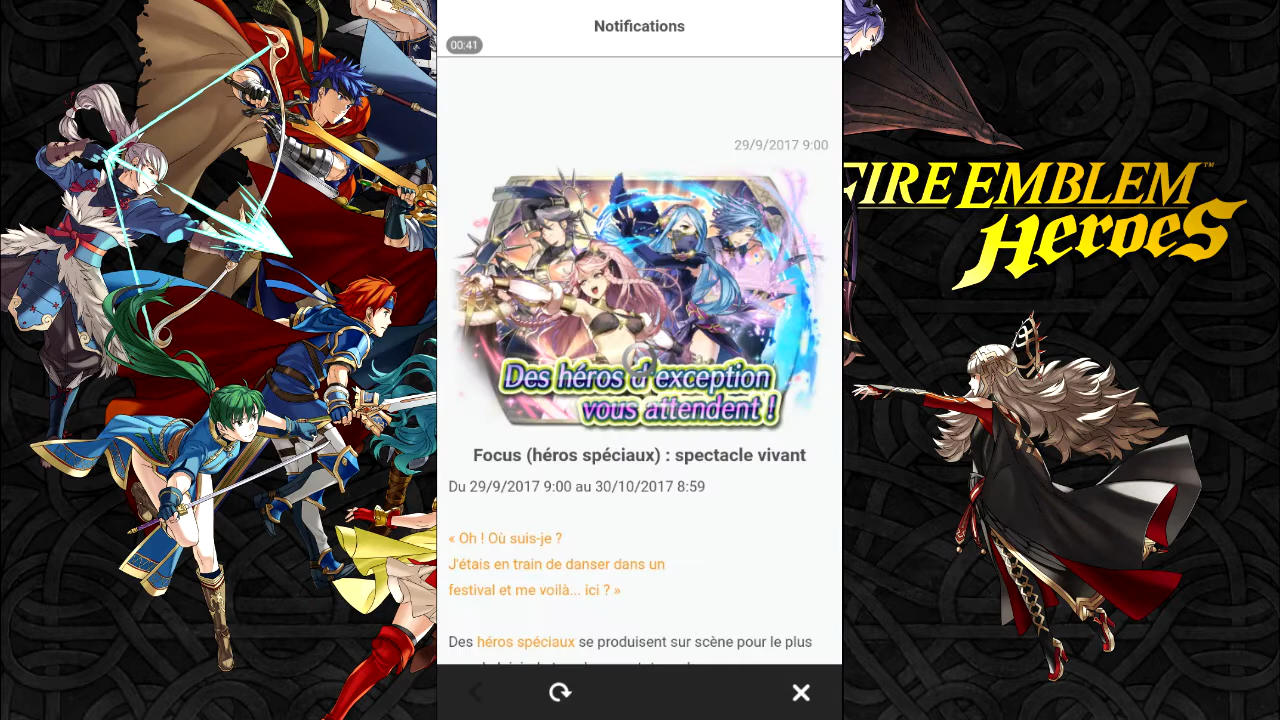 Notifications
00:41
29/9/2017 9:00
Des héros d'exception
vous attendent !
Focus (héros spéciaux) : spectacle vivant
Du 29/9/2017 9:00 au 30/10/2017 8:59
« Oh ! Où suis-je ?
J'étais en train de danser dans un
festival et me voilà... ici ? »
Des héros spéciaux se produisent sur scène pour le plus
FIRE EMBLEM™
Heroes